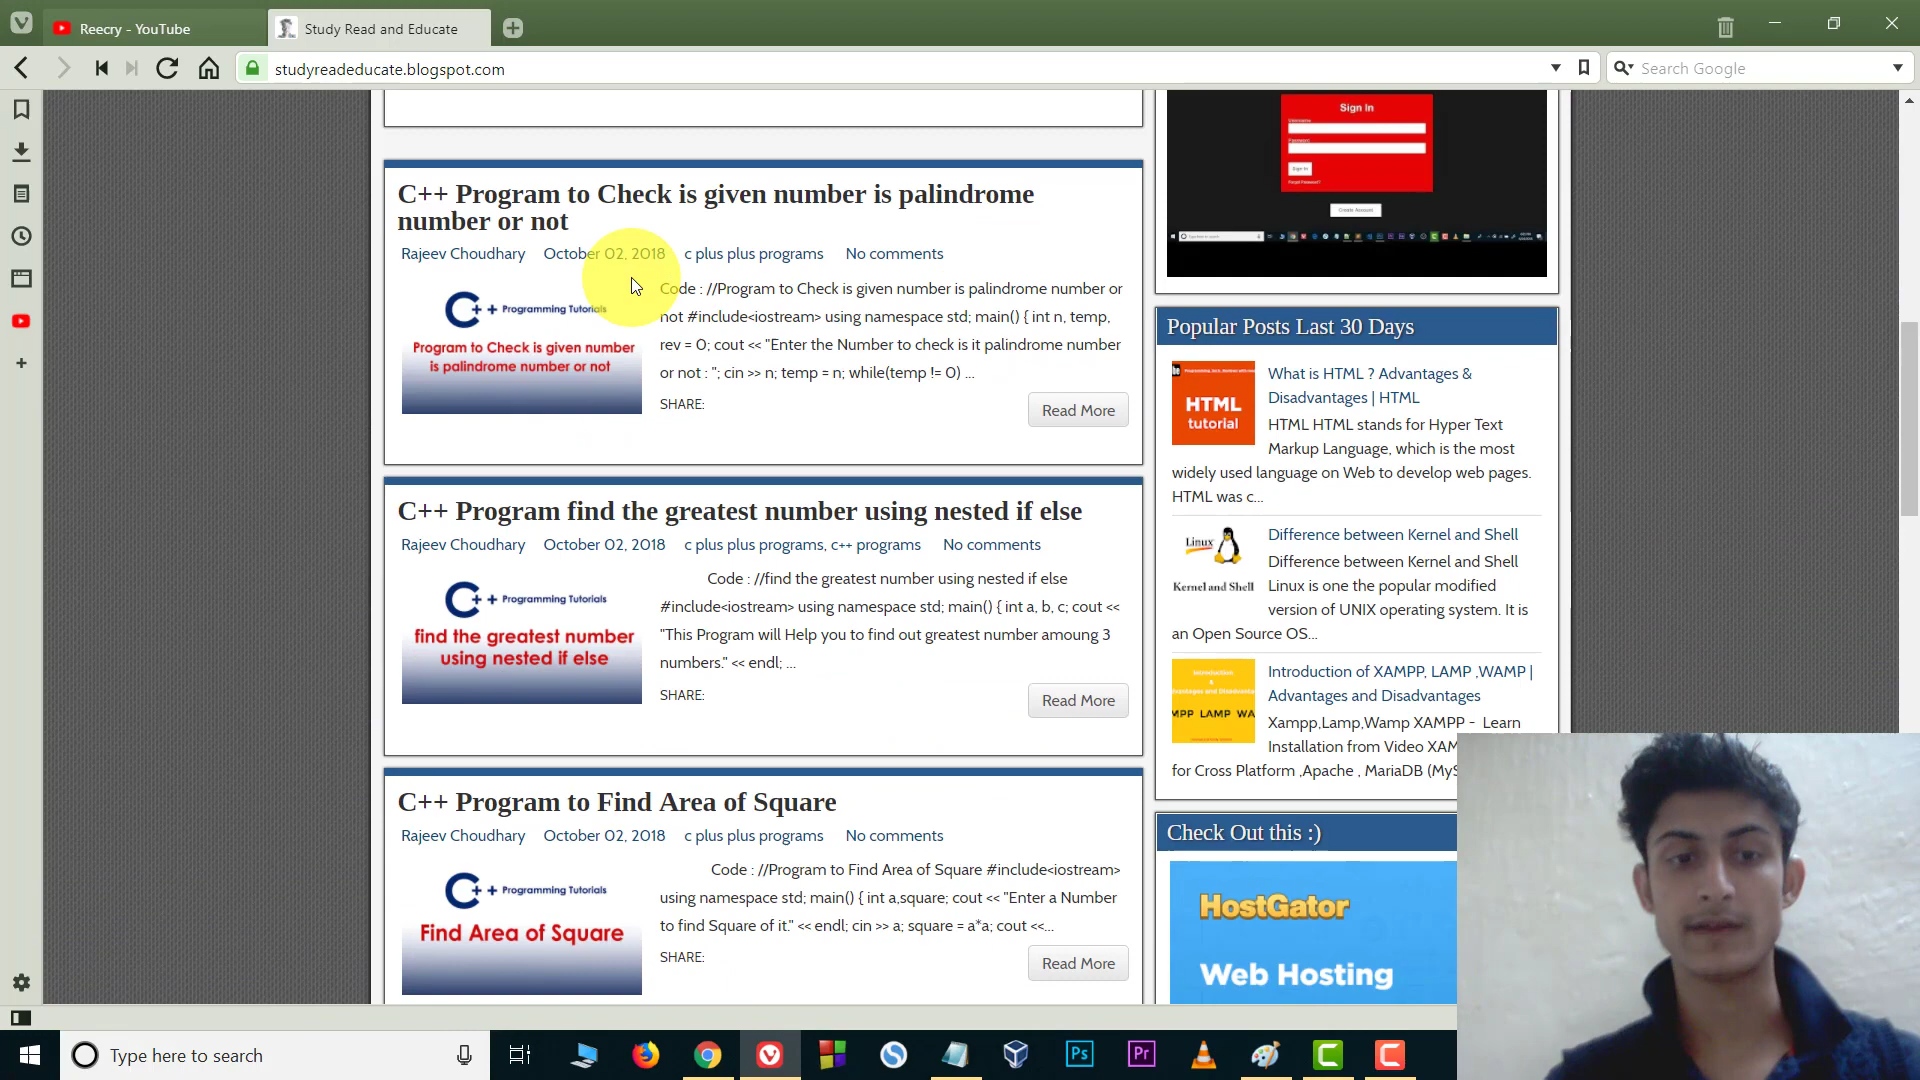 Reecry - YouTube
Study Read and Educate
studyreadeducate.blogspot.com
Search Google
C++ Program to Check is given number is palindrome
number or not
Rajeev Choudhary October 02, 2018 c plus plus programs No comments
C++ Programming Tutorials
Program to Check is given number
is palindrome number or not
Code : //Program to Check is given number is palindrome number or
not #include<iostream> using namespace std; main() { int n, temp,
rev = 0; cout << "Enter the Number to check is it palindrome number
or not : "; cin >> n; temp = n; while(temp != 0) ...
SHARE:
Read More
C++ Program find the greatest number using nested if else
Rajeev Choudhary October 02, 2018 c plus plus programs, c++ programs No comments
C++ Programming Tutorials
find the greatest number
using nested if else
Code : //find the greatest number using nested if else
#include<iostream> using namespace std; main() { int a, b, c; cout <<
"This Program will Help you to find out greatest number amoung 3
numbers." << endl; ...
SHARE:
Read More
C++ Program to Find Area of Square
Rajeev Choudhary October 02, 2018 c plus plus programs No comments
C++ Programming Tutorials
Find Area of Square
Code : //Program to Find Area of Square #include<iostream>
using namespace std; main() { int a,square; cout << "Enter a Number
to find Square of it." << endl; cin >> a; square = a*a; cout <<...
SHARE:
Read More
Sign In
Username
Password
Sign In
Forgot Password?
Create Account
Popular Posts Last 30 Days
HTML
tutorial
What is HTML ? Advantages &
Disadvantages | HTML
HTML HTML stands for Hyper Text
Markup Language, which is the most
widely used language on Web to develop web pages.
HTML was c...
Linux
Kernel and Shell
Difference between Kernel and Shell
Difference between Kernel and Shell
Linux is one the popular modified
version of UNIX operating system. It is
an Open Source OS...
Introduction
&
MPP LAMP WA
Introduction of XAMPP, LAMP ,WAMP |
Advantages and Disadvantages
Xampp,Lamp,Wamp XAMPP - Learn
Installation from Video XAM
for Cross Platform ,Apache , MariaDB (MyS
Check Out this :)
HostGator
Web Hosting
Type here to search
Ps
Pr